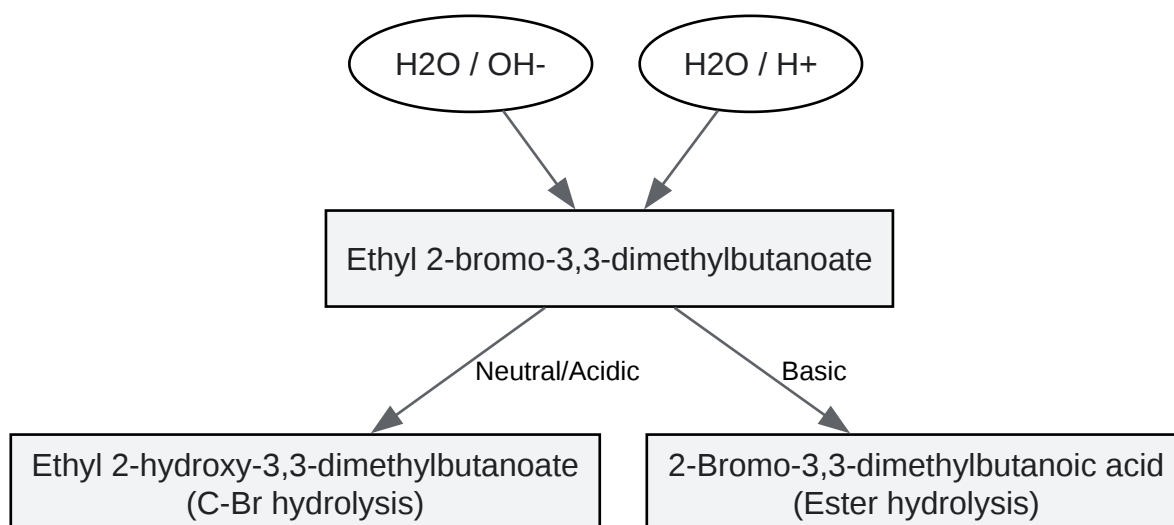 H2O / OH-
H2O / H+
Ethyl 2-bromo-3,3-dimethylbutanoate
Neutral/Acidic
Basic
Ethyl 2-hydroxy-3,3-dimethylbutanoate
(C-Br hydrolysis)
2-Bromo-3,3-dimethylbutanoic acid
(Ester hydrolysis)